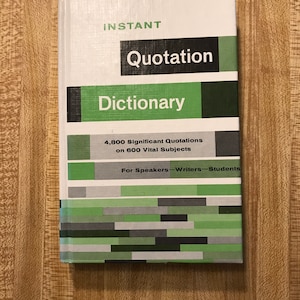 INSTANT
Quotation
Dictionary
4,800 Significant Quotations
on 600 Vital Subjects
For Speakers—Writers—Students